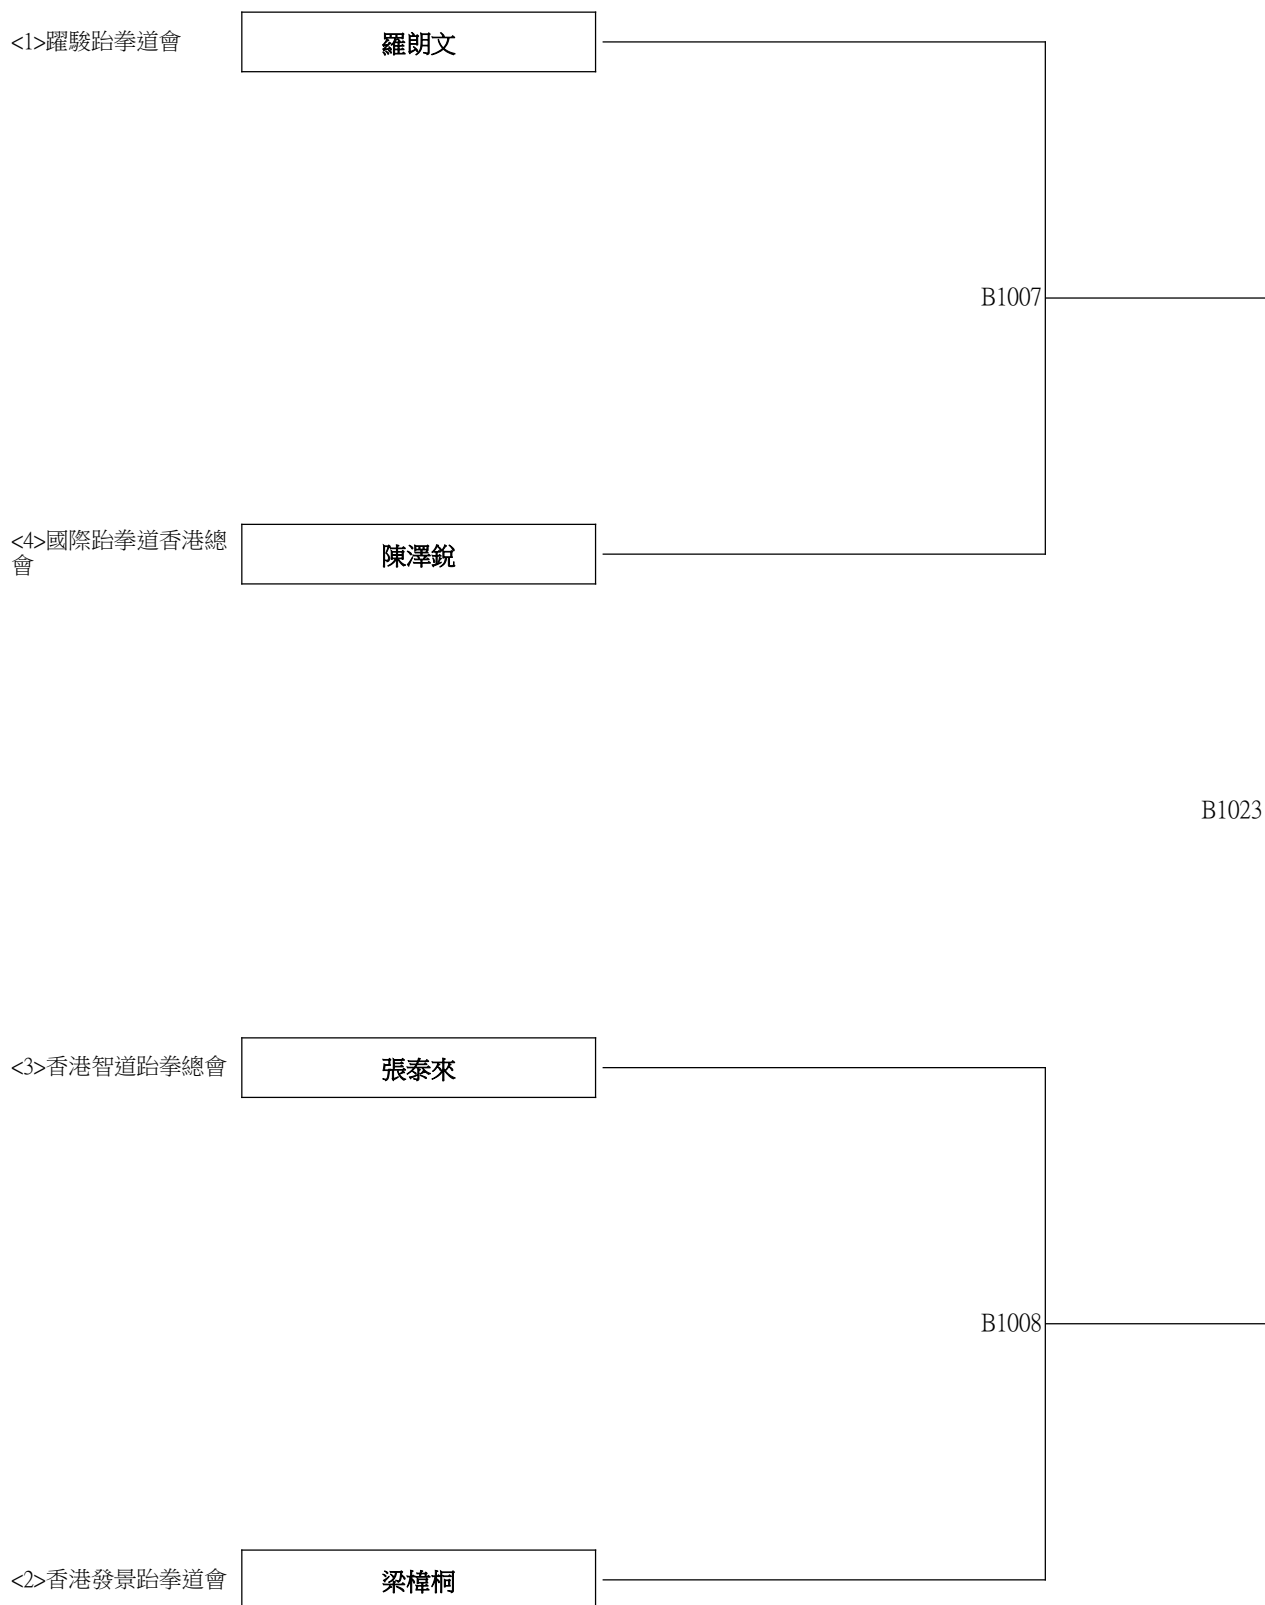 <1>躍駿跆拳道會
羅朗文
B1007
<4>國際跆拳道香港總
會
陳澤銳
B1023
<3>香港智道跆拳總會
張泰來
B1008
<2>香港發景跆拳道會
梁樟桐